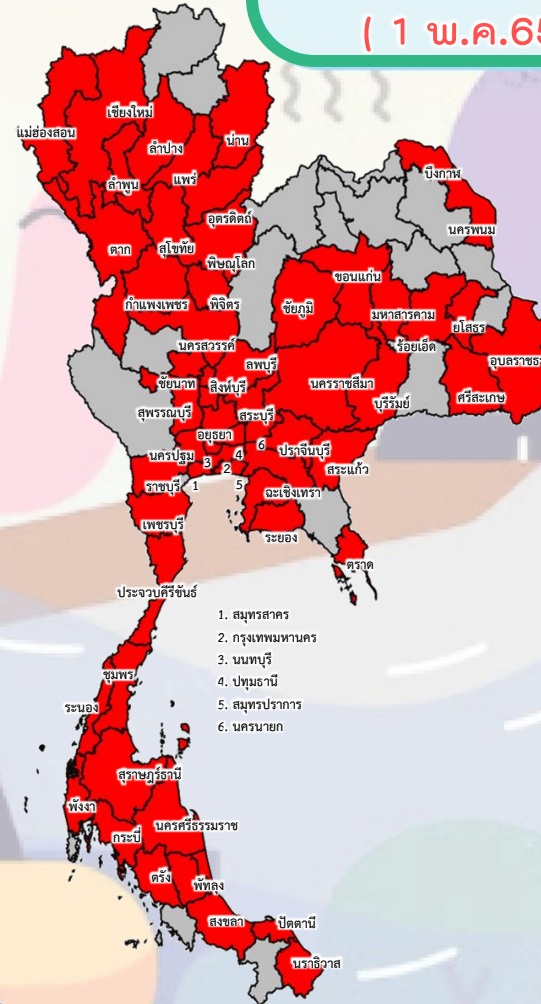 ( 1 พ.ค.65
เชียงใหม่
แม่ฮ่องสอน
น่าน
ลำปาง
บึงกาฬ
แพร่
ลำพูน
อุตรดิตถ์
นครพนม
ตาก
สุโขทัย
พิษณุโลก
ขอนแก่น
กำแพงเพชร
พิจิตร
ชัยภูมิ
มหาสารคาม
ยโสธร
นครสวรรค์
ร้อยเอ็ด
อุบลราชธ
ลพบุรี
ชัยนาท
สิงห์บุรี
นครราชสีมา
ศรีสะเกษ
บุรีรัมย์
สุพรรณบุรี
สระบุรี
อยุธยา
6
ปราจีนบุรี
นครปฐม
4
3
2
สระแก้ว
ราชบุรี
1
5
ฉะเชิงเทรา
เพชรบุรี
ระยอง
ตราด
ประจวบคีรีขันธ์
1. สมุทรสาคร
2. กรุงเทพมหานคร
3. นนทบุรี
4. ปทุมธานี
5. สมุทรปราการ
6. นครนายก
ชุมพร
ระนอง
สุราษฎร์ธานี
พังงา
นครศรีธรรมราช
กระบี่
ตรัง
พัทลุง
สงขลา
ปัตตานี
นราธิวาส